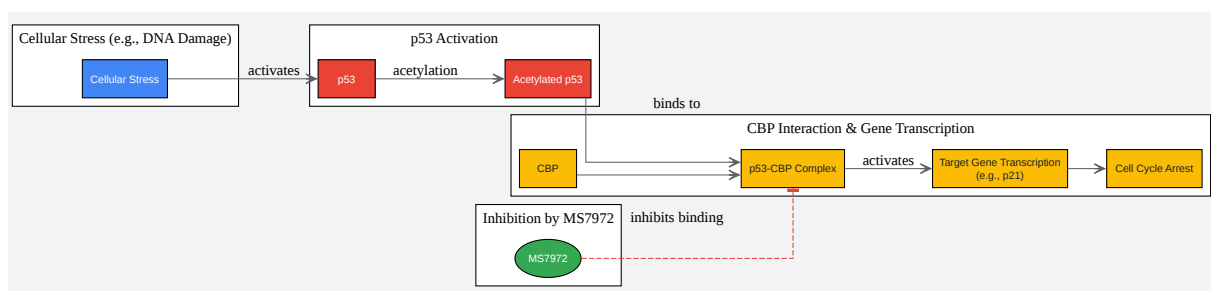 Cellular Stress (e.g., DNA Damage)
Cellular Stress
activates
p53 Activation
p53
acetylation
Acetylated p53
binds to
CBP Interaction & Gene Transcription
CBP
p53-CBP Complex
activates
Target Gene Transcription
(e.g., p21)
Cell Cycle Arrest
Inhibition by MS7972
inhibits binding
MS7972